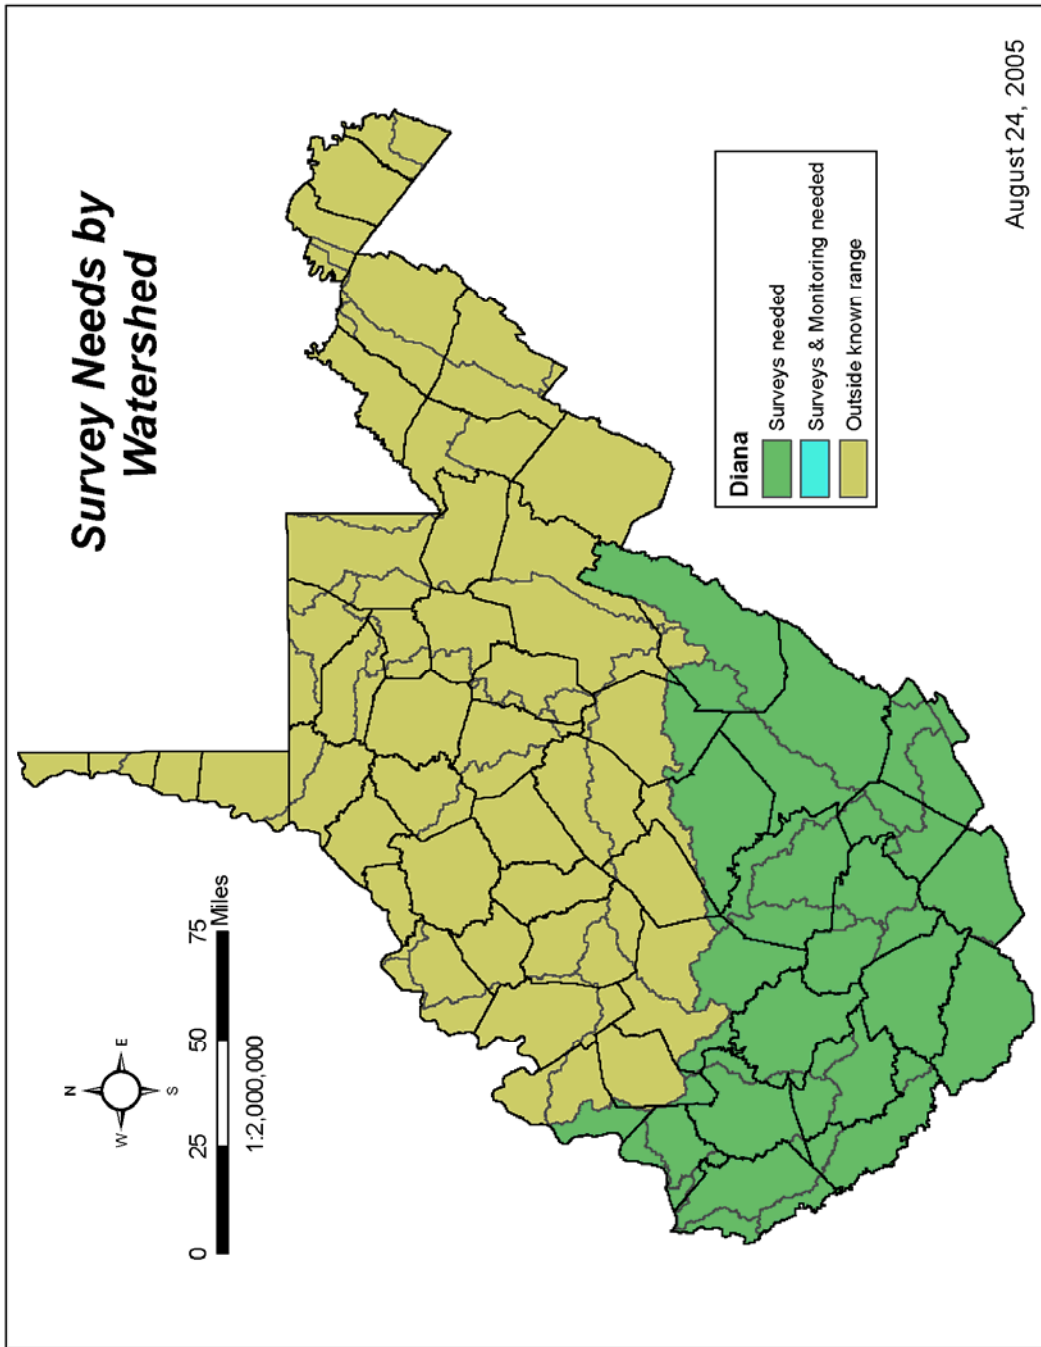 Survey Needs by
Watershed
N
W
E
S
0
25
50
75
Miles
1:2,000,000
Diana
Surveys needed
Surveys & Monitoring needed
Outside known range
August 24, 2005